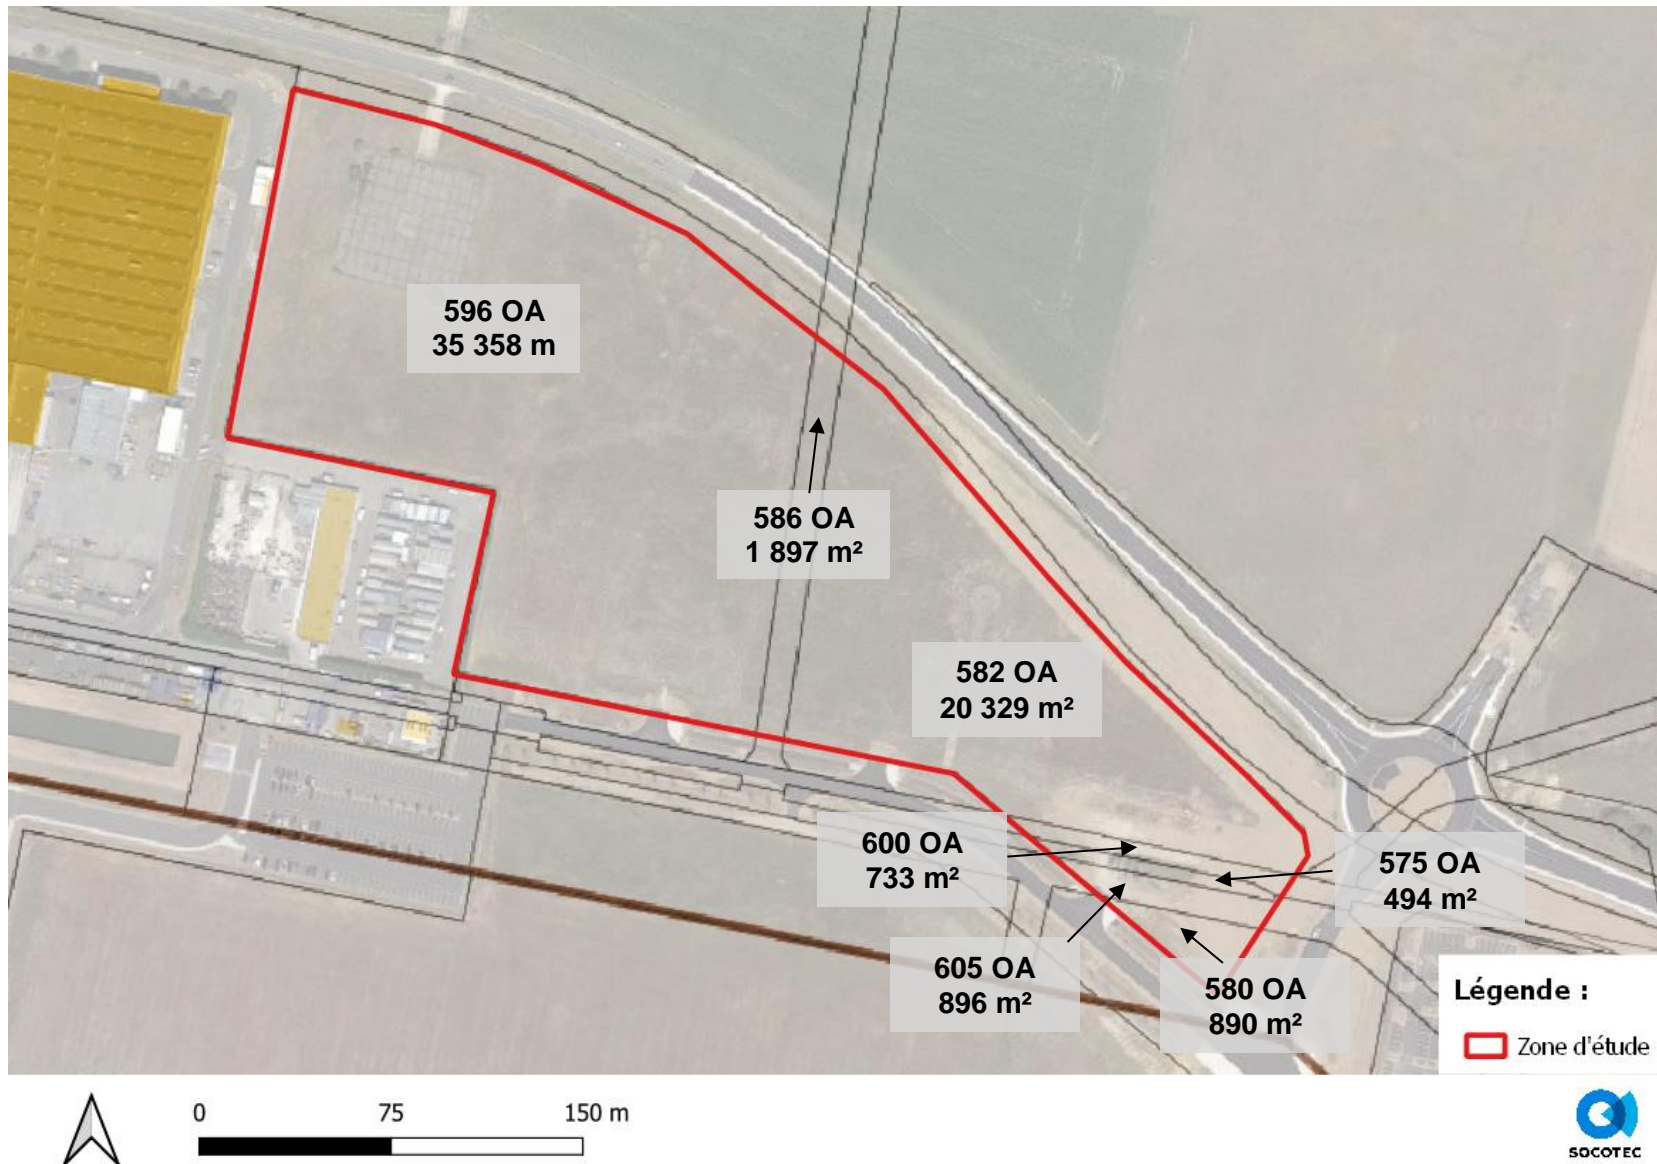 596 OA
35 358 m
586 OA
1 897 m²
582 OA
20 329 m²
600 OA
733 m²
575 OA
494 m²
605 OA
896 m²
580 OA
890 m²
Légende :
Zone d'étude
0 75 150 m
SOCOTEC